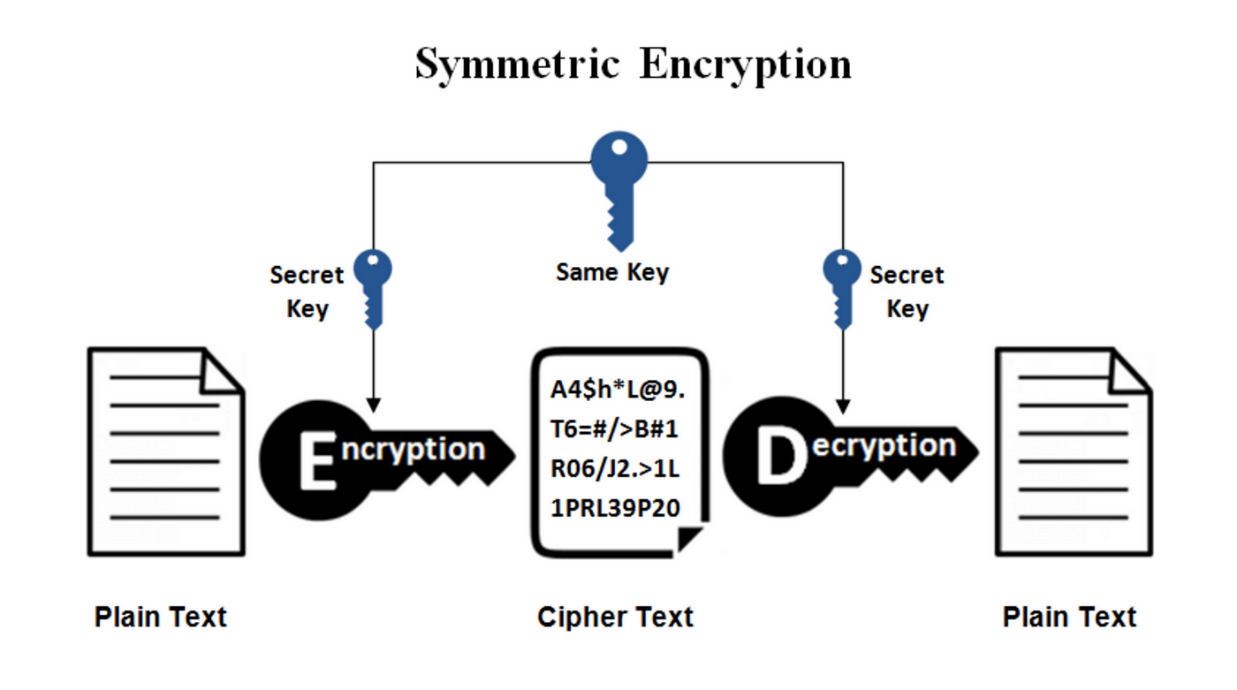 Symmetric Encryption
Same Key
Secret
Key
Secret
Key
Encryption
A4$h*L@9.
T6=#/>B#1
R06/J2.>1L
1PRL39P20
Decryption
Plain Text
Cipher Text
Plain Text